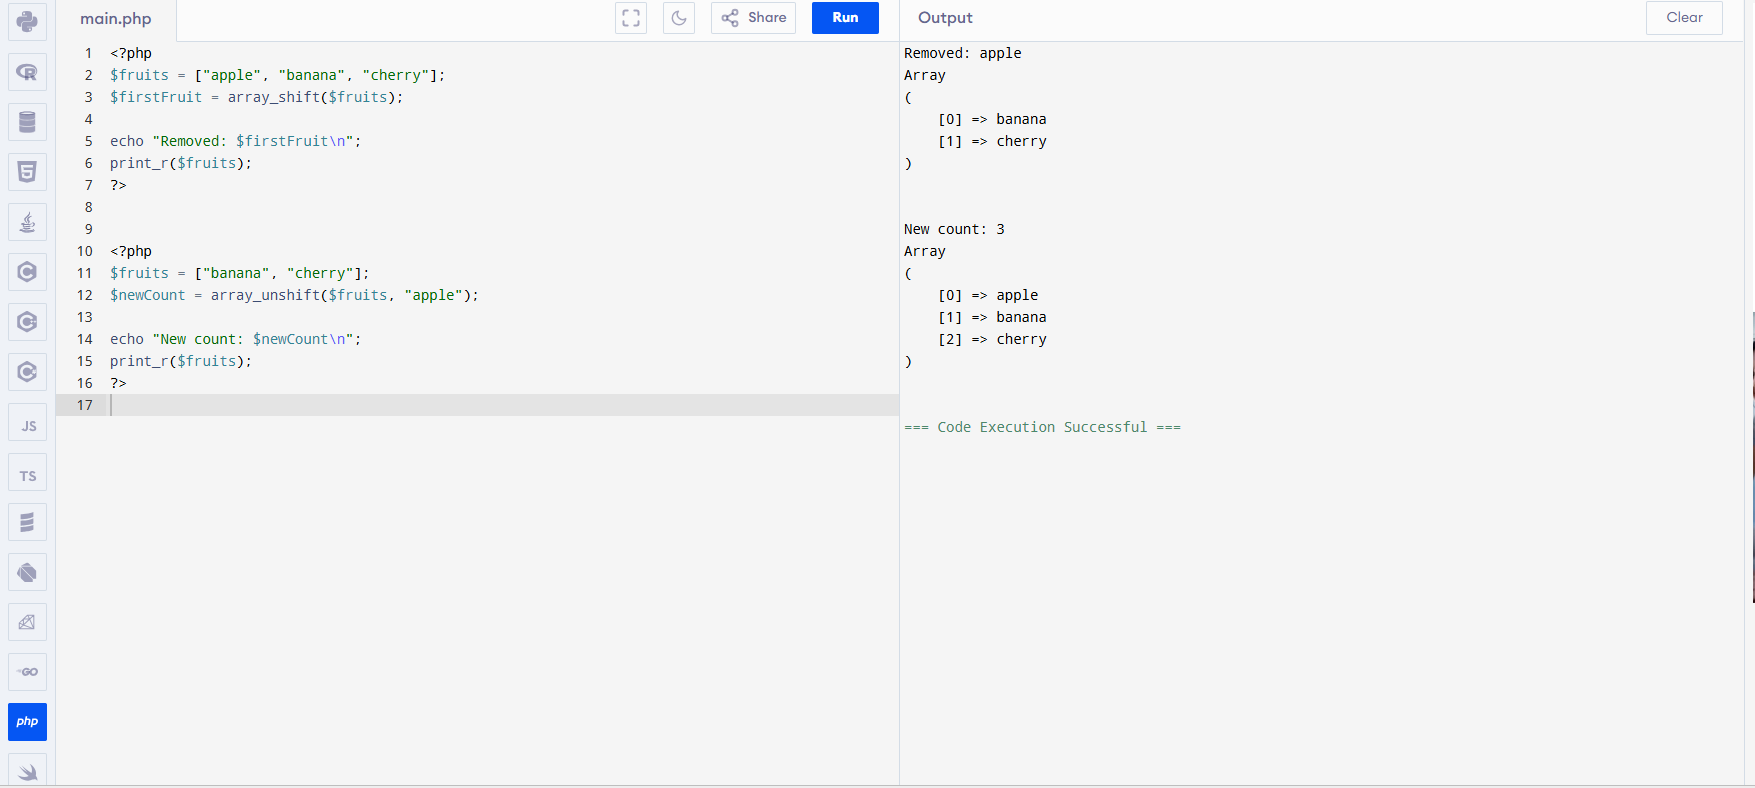 main.php
Share
Run
Output
Clear
1 <?php
2 $fruits = ["apple", "banana", "cherry"];
3 $firstFruit = array_shift($fruits);
4
5 echo "Removed: $firstFruit\n";
6 print_r($fruits);
7 ?>
8
9
10 <?php
11 $fruits = ["banana", "cherry"];
12 $newCount = array_unshift($fruits, "apple");
13
14 echo "New count: $newCount\n";
15 print_r($fruits);
16 ?>
17
Removed: apple
Array
(
    [0] => banana
    [1] => cherry
)
New count: 3
Array
(
    [0] => apple
    [1] => banana
    [2] => cherry
)
=== Code Execution Successful ===
R
5
C
C
C
JS
TS
GO
php